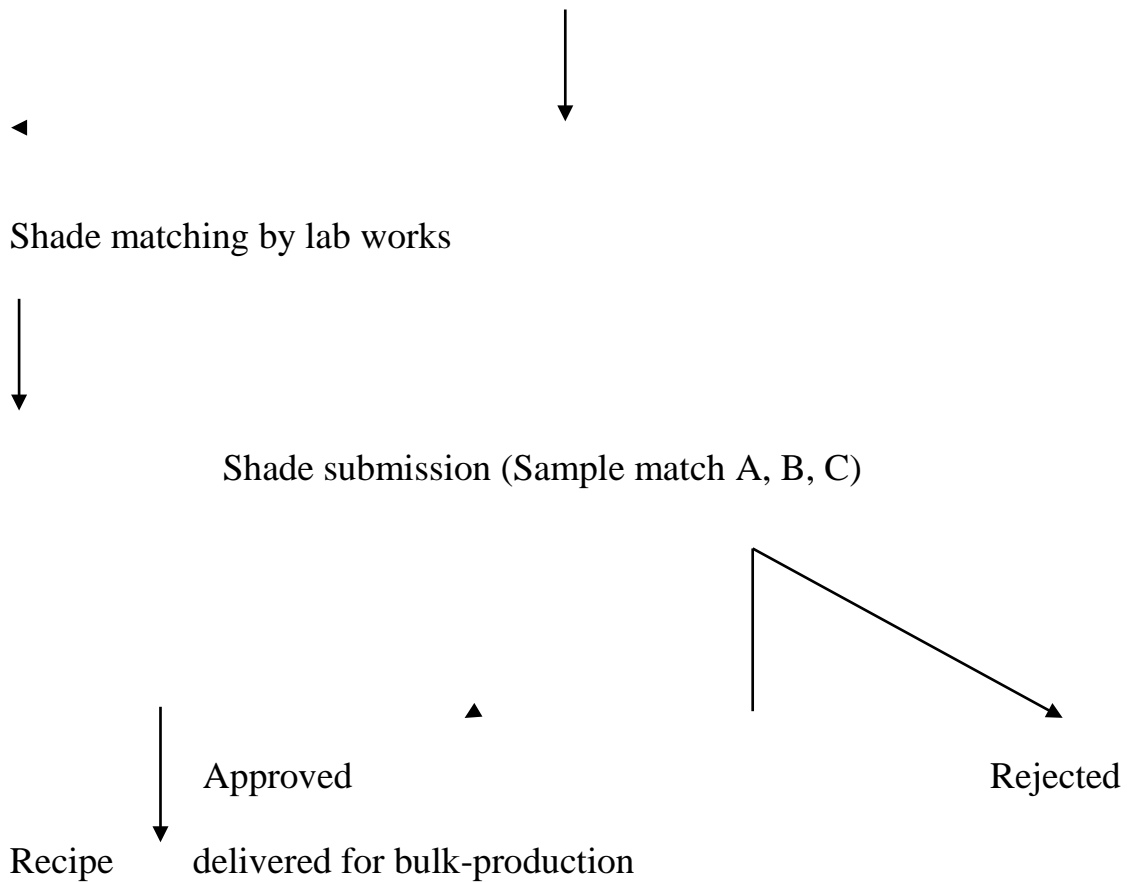 Shade matching by lab works
Shade submission (Sample match A, B, C)
Approved Rejected
Recipe delivered for bulk-production